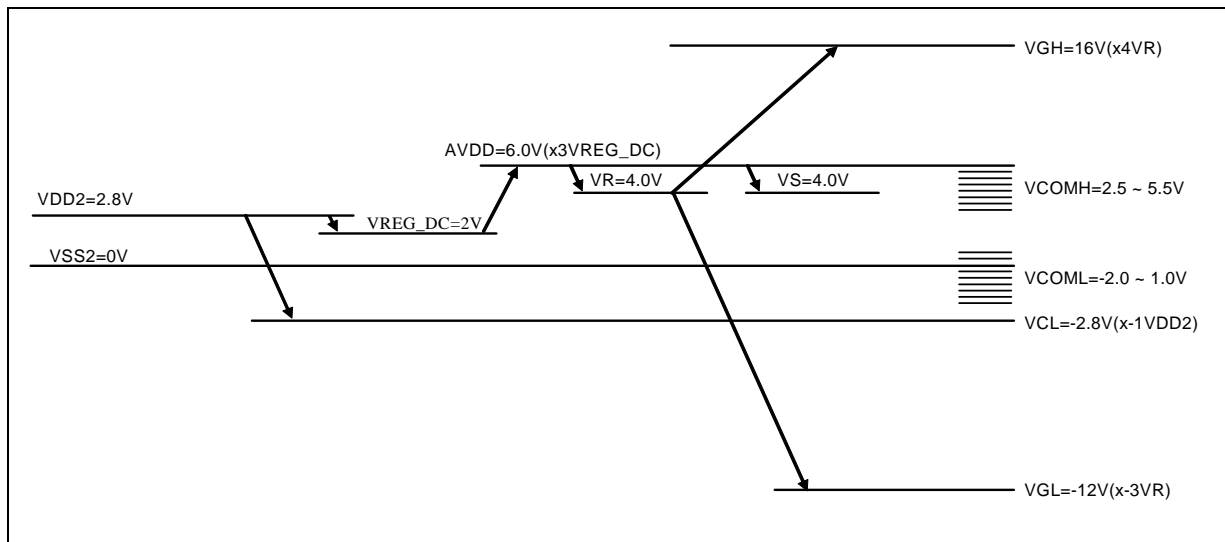 VGH=16V(x4VR)
AVDD=6.0V(x3VREG_DC)
VR=4.0V
VS=4.0V
VCOMH=2.5 ~ 5.5V
VDD2=2.8V
VREG_DC=2V
VSS2=0V
VCOML=-2.0 ~ 1.0V
VCL=-2.8V(x-1VDD2)
VGL=-12V(x-3VR)